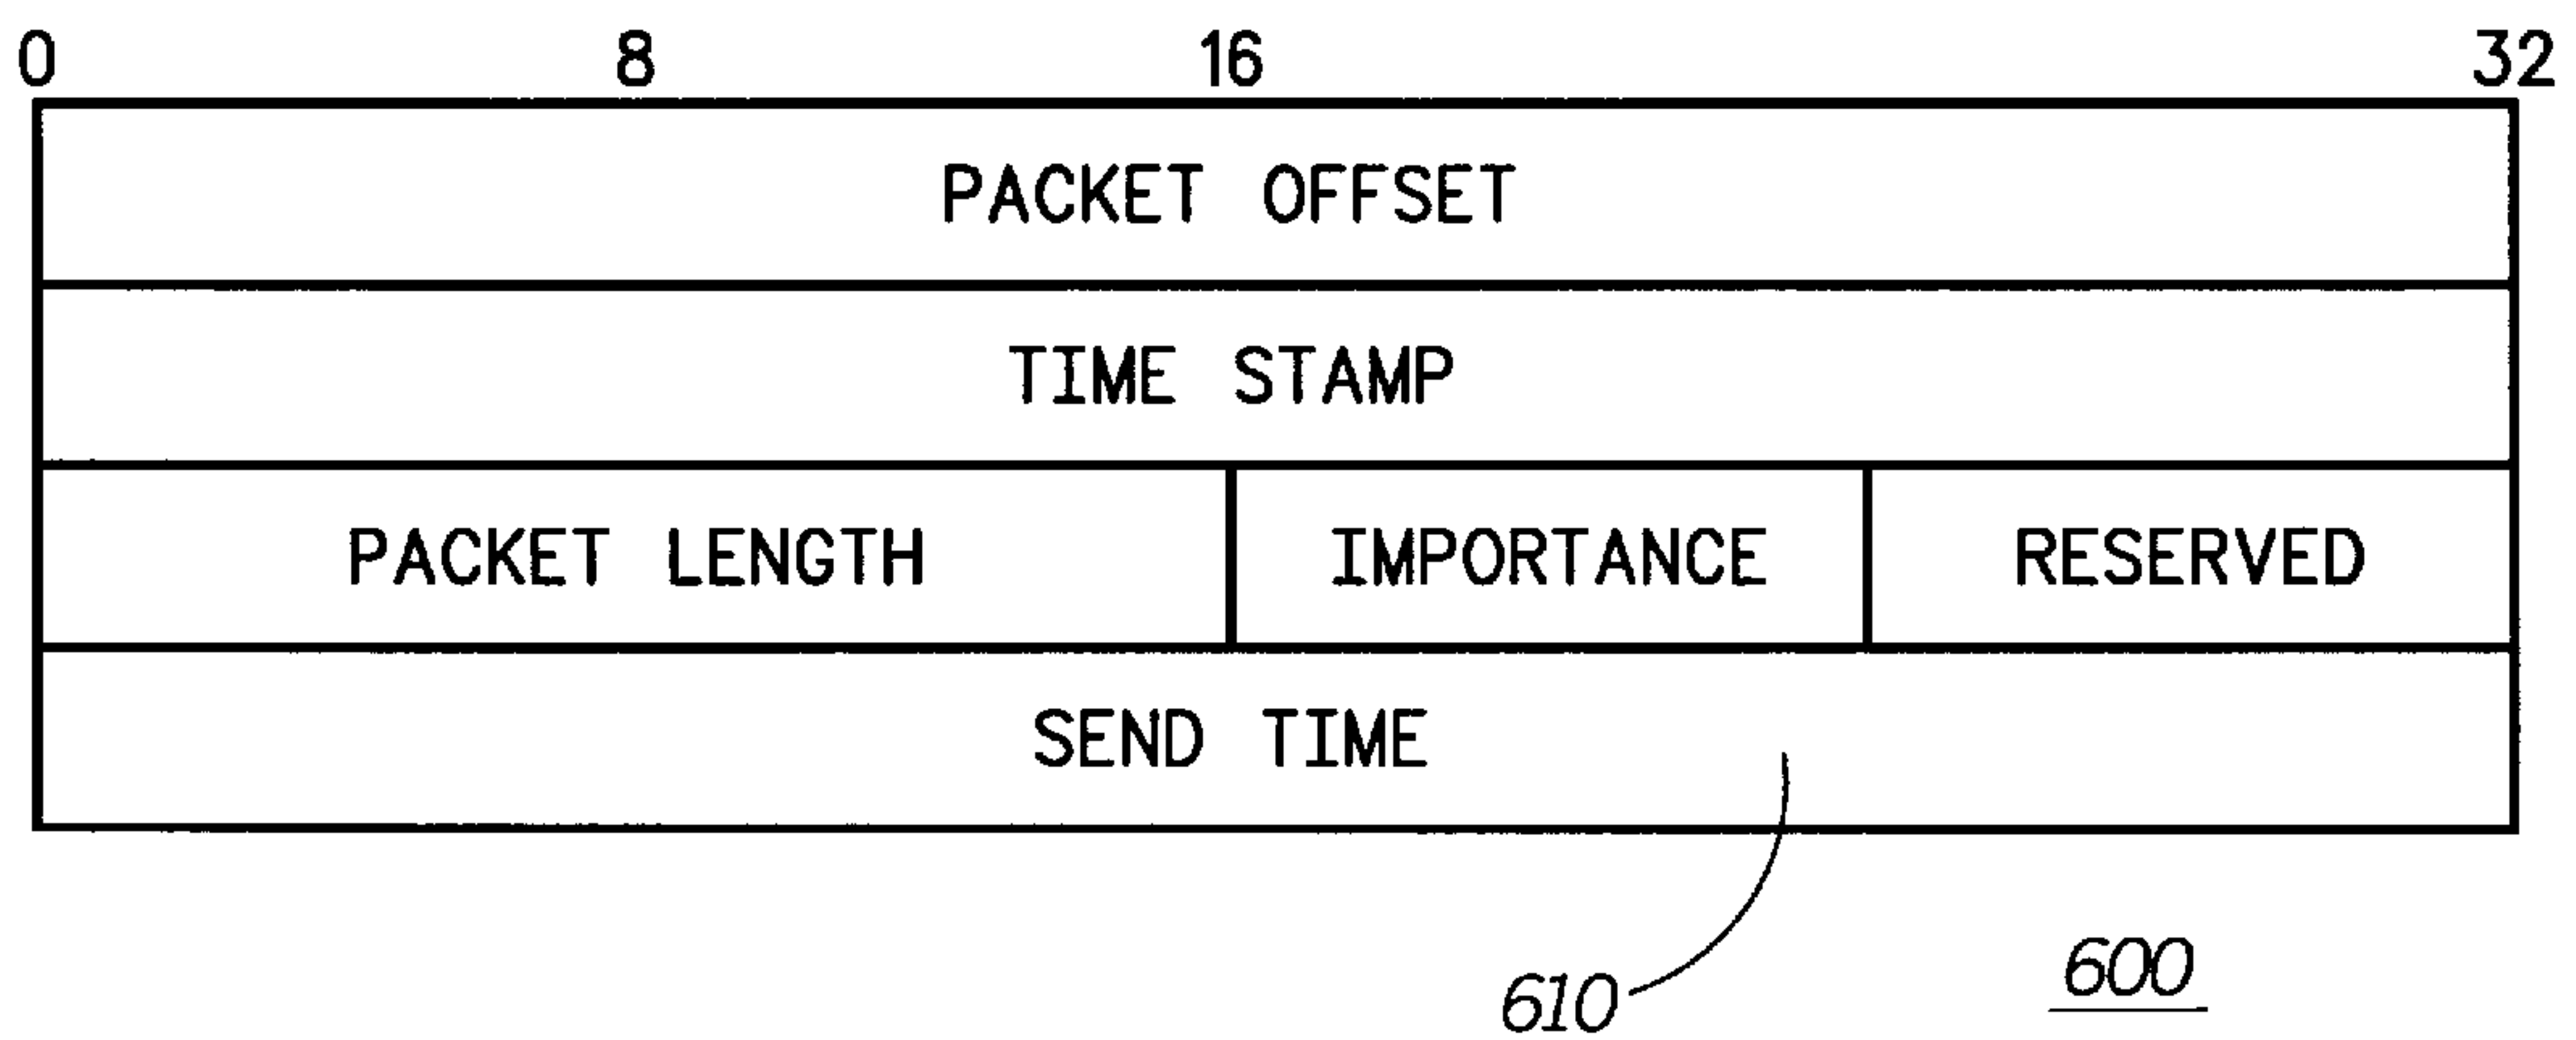 0 8 16 32
PACKET OFFSET
TIME STAMP
PACKET LENGTH IMPORTANCE RESERVED
SEND TIME
610
600